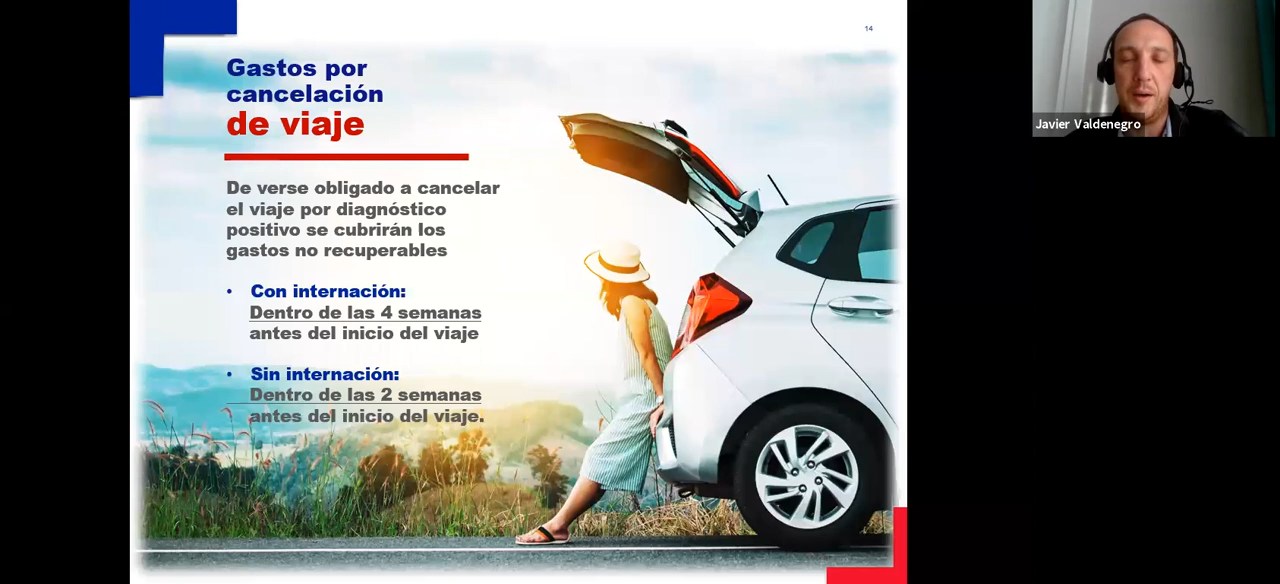 14
Gastos por
cancelación
de viaje
De verse obligado a cancelar
el viaje por diagnóstico
positivo se cubrirán los
gastos no recuperables
• Con internación:
Dentro de las 4 semanas
antes del inicio del viaje
• Sin internación:
Dentro de las 2 semanas
antes del inicio del viaje.
Javier Valdenegro